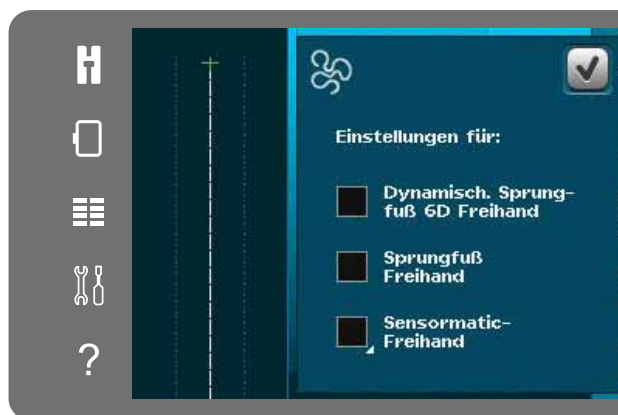 Einstellungen für:
Dynamisch. Sprung-
fuß 6D Freihand
Sprungfuß
Freihand
Sensormatic-
Freihand
?